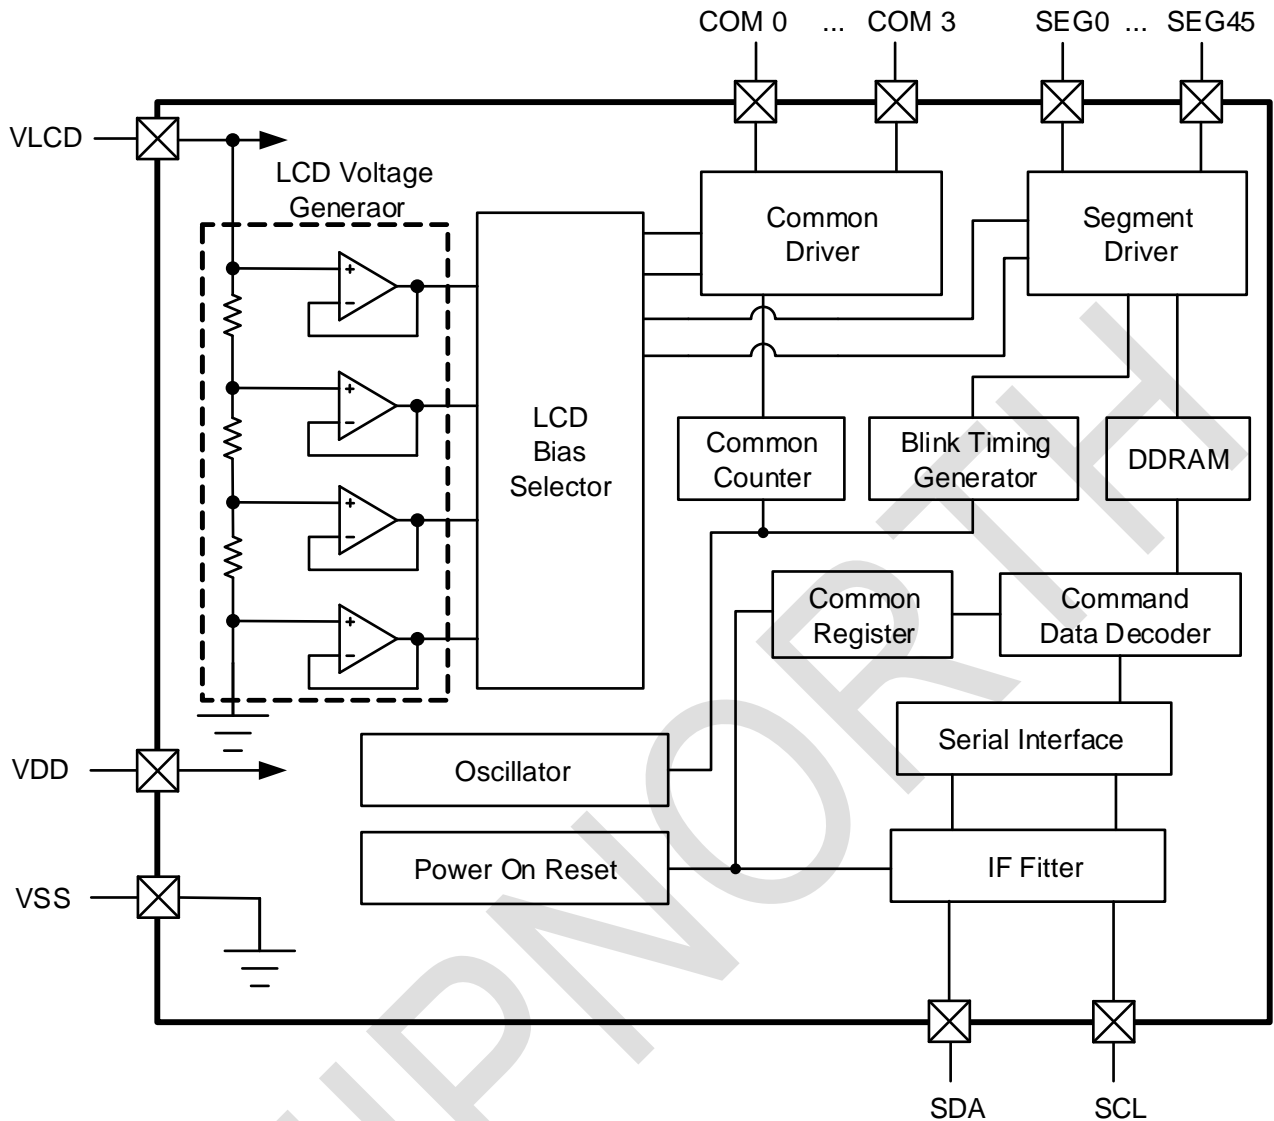 COM 0 ... COM 3 SEG0 ... SEG45
VLCD
LCD Voltage
Generaor
Common
Driver
Segment
Driver
LCD
Bias
Selector
Common
Counter
Blink Timing
Generator
DDRAM
Common
Register
Command
Data Decoder
Serial Interface
VDD
Oscillator
Power On Reset
IF Fitter
VSS
SDA
SCL
IPNORTH